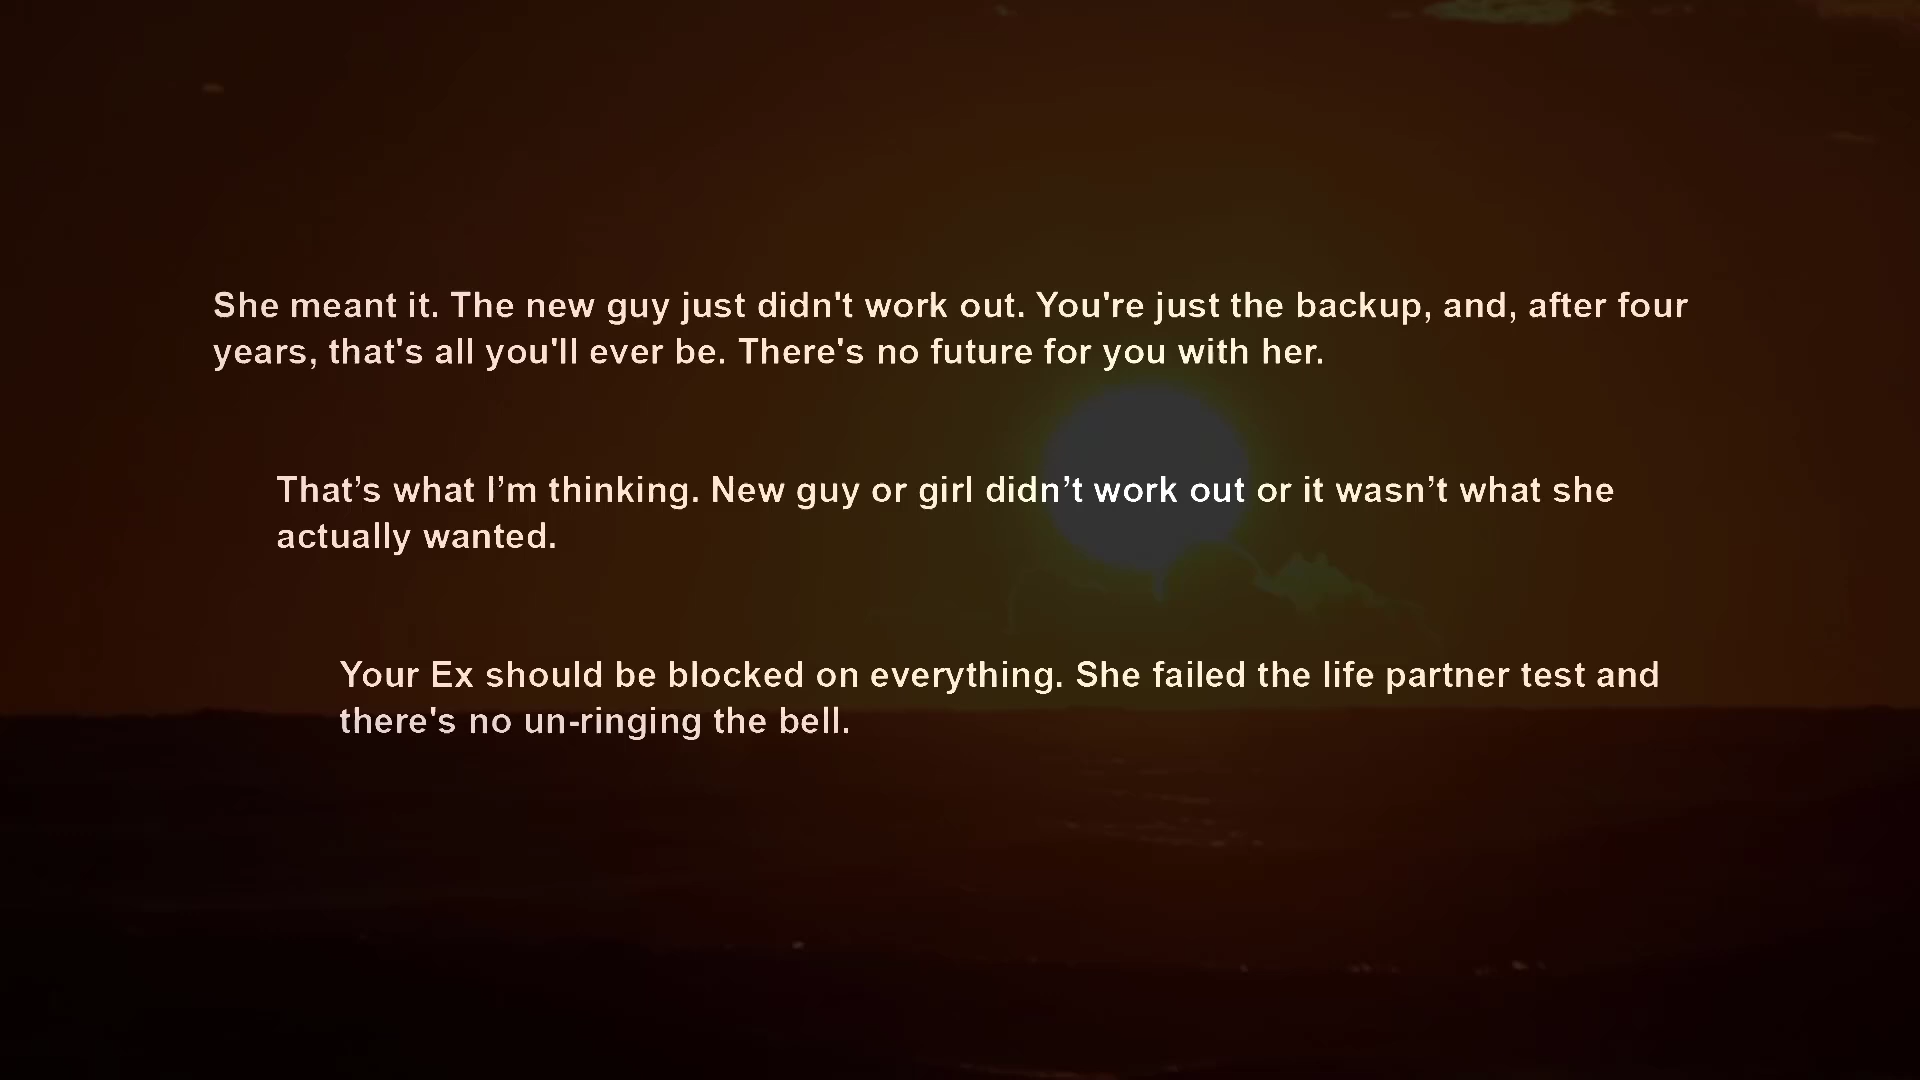 She meant it. The new guy just didn't work out. You're just the backup, and, after four
years, that's all you'll ever be. There's no future for you with her.
That’s what I’m thinking. New guy or girl didn’t work out or it wasn’t what she
actually wanted.
Your Ex should be blocked on everything. She failed the life partner test and
there's no un-ringing the bell.